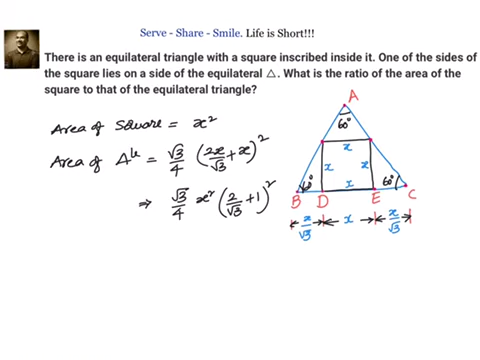 Serve - Share - Smile. Life is Short!!!
There is an equilateral triangle with a square inscribed inside it. One of the sides of
the square lies on a side of the equilateral △. What is the ratio of the area of the
square to that of the equilateral triangle?
Area of Square = x²
Area of Δle = √3/4 (2x/√3 + x)²
⇒ √3/4 x² (2/√3 + 1)²
A
60°
x
x x
60° x 60°
B D E C
x/√3 x x/√3